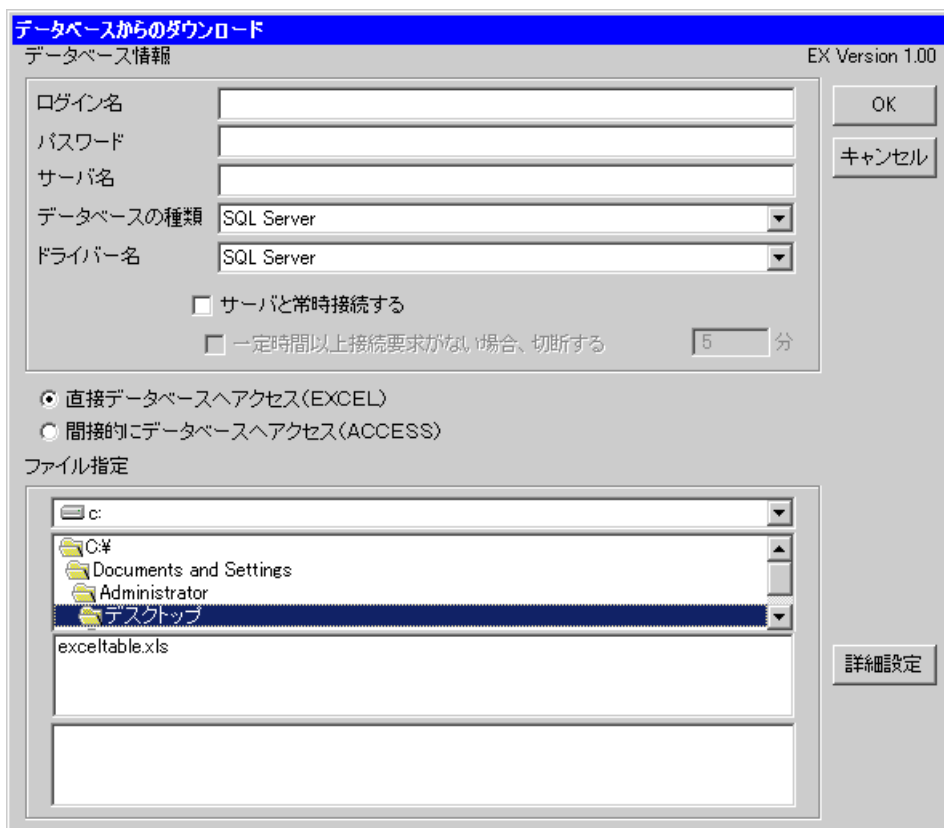 データベースからのダウンロード
データベース情報
EX Version 1.00
ログイン名
OK
パスワード
キャンセル
サーバ名
データベースの種類 SQL Server
ドライバー名 SQL Server
サーバと常時接続する
一定時間以上接続要求がない場合、切断する 5 分
直接データベースへアクセス(EXCEL)
間接的にデータベースへアクセス(ACCESS)
ファイル指定
c:
C:¥
Documents and Settings
Administrator
デスクトップ
exceltable.xls
詳細設定